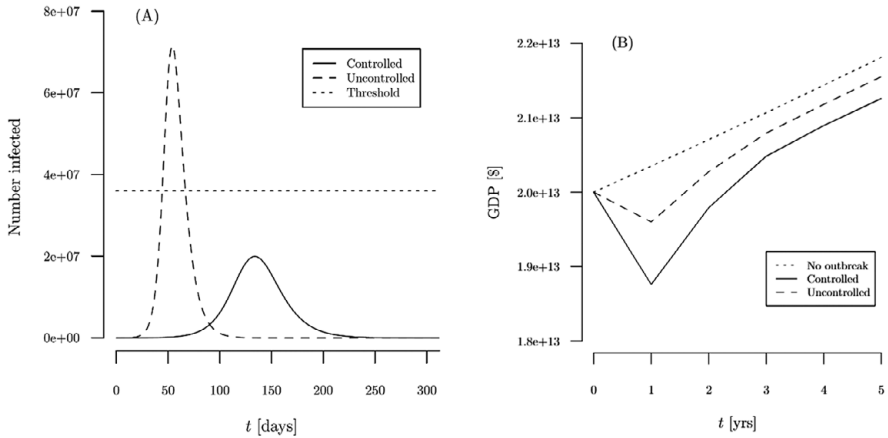 (A)
8e+07
6e+07
4e+07
2e+07
0e+00
Number infected
Controlled
Uncontrolled
Threshold
0 50 100 150 200 250 300
t [days]
(B)
2.2e+13
2.1e+13
2.0e+13
1.9e+13
1.8e+13
GDP [$]
No outbreak
Controlled
Uncontrolled
0 1 2 3 4 5
t [yrs]